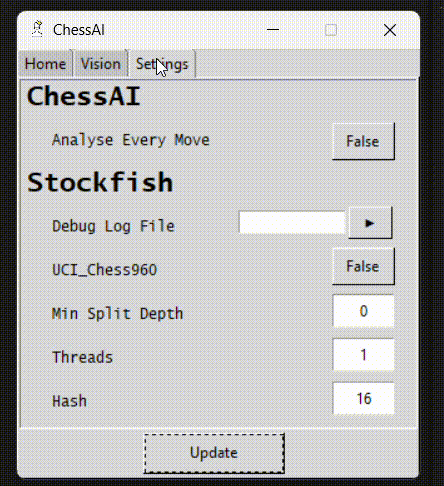 ChessAI
Home Vision Settings
ChessAI
Analyse Every Move False
Stockfish
Debug Log File ►
UCI_Chess960 False
Min Split Depth 0
Threads 1
Hash 16
Update